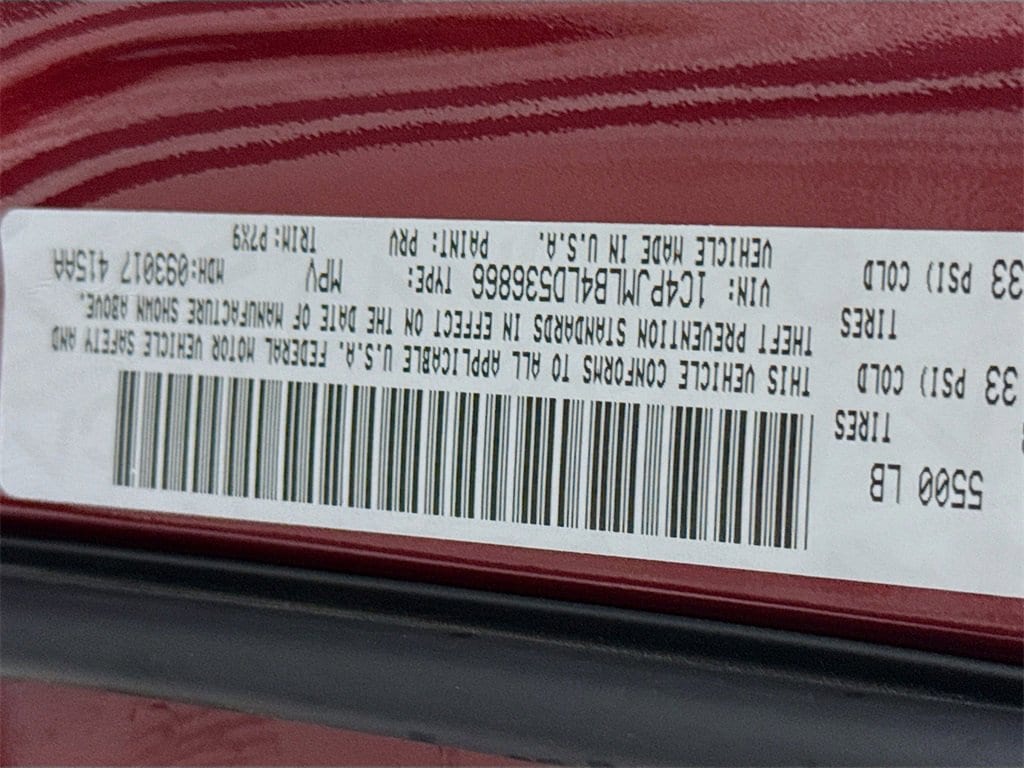 5500 LB
TIRES
33 PSI) COLD
TIRES
33 PSI) COLD
THIS VEHICLE CONFORMS TO ALL APPLICABLE U.S.A. FEDERAL MOTOR VEHICLE SAFETY AND
THEFT PREVENTION STANDARDS IN EFFECT ON THE DATE OF MANUFACTURE SHOWN ABOVE.
VIN: 1C4PJMLB4LD536866 TYPE: MPV MDH:093017 415AA
VEHICLE MADE IN U.S.A. PAINT: PRV TRIM:P7X9